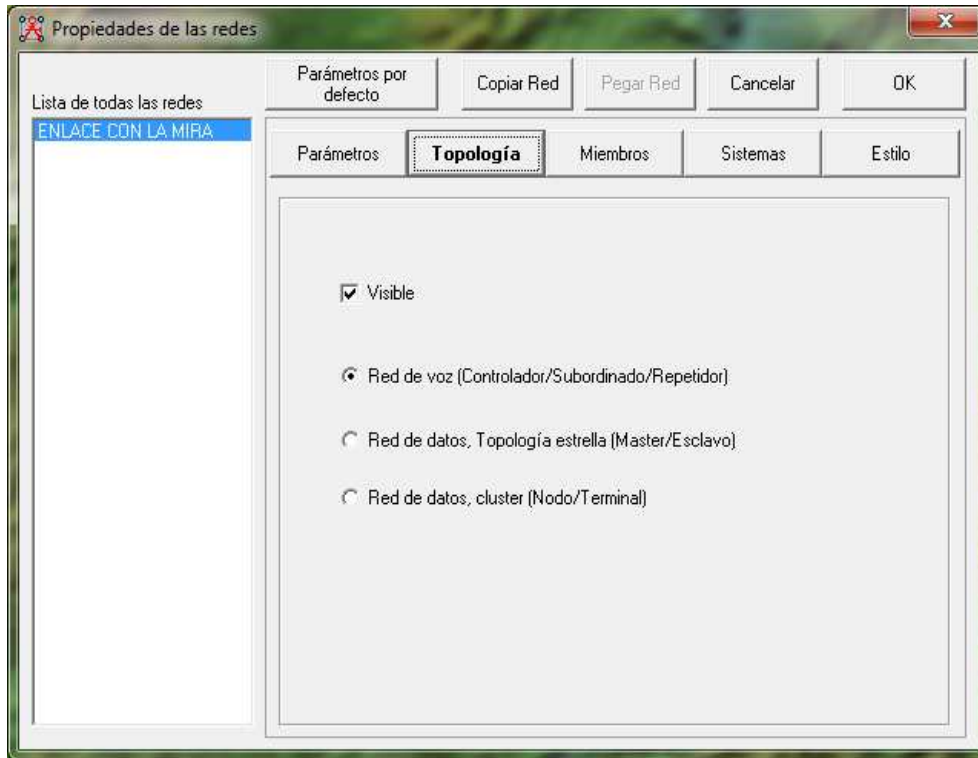 Propiedades de las redes
Lista de todas las redes
ENLACE CON LA MIRA
Parámetros por
defecto
Copiar Red
Pegar Red
Cancelar
OK
Parámetros
Topología
Miembros
Sistemas
Estilo
Visible
Red de voz (Controlador/Subordinado/Repetidor)
Red de datos, Topología estrella (Master/Esclavo)
Red de datos, cluster (Nodo/Terminal)